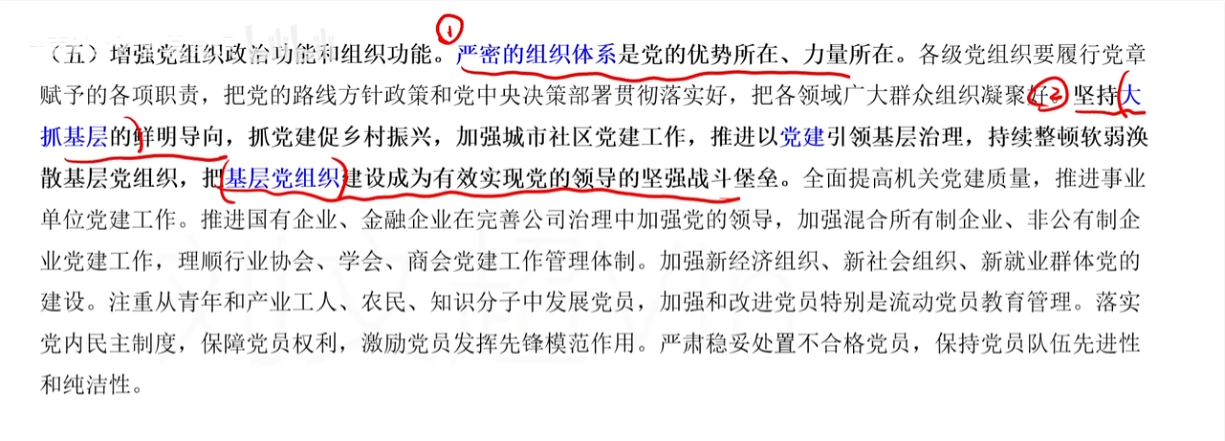 ①
（五）增强党组织政治功能和组织功能。严密的组织体系是党的优势所在、力量所在。各级党组织要履行党章
赋予的各项职责，把党的路线方针政策和党中央决策部署贯彻落实好，把各领域广大群众组织凝聚好。②坚持大
抓基层的鲜明导向，抓党建促乡村振兴，加强城市社区党建工作，推进以党建引领基层治理，持续整顿软弱涣
散基层党组织，把基层党组织建设成为有效实现党的领导的坚强战斗堡垒。全面提高机关党建质量，推进事业
单位党建工作。推进国有企业、金融企业在完善公司治理中加强党的领导，加强混合所有制企业、非公有制企
业党建工作，理顺行业协会、学会、商会党建工作管理体制。加强新经济组织、新社会组织、新就业群体党的
建设。注重从青年和产业工人、农民、知识分子中发展党员，加强和改进党员特别是流动党员教育管理。落实
党内民主制度，保障党员权利，激励党员发挥先锋模范作用。严肃稳妥处置不合格党员，保持党员队伍先进性
和纯洁性。